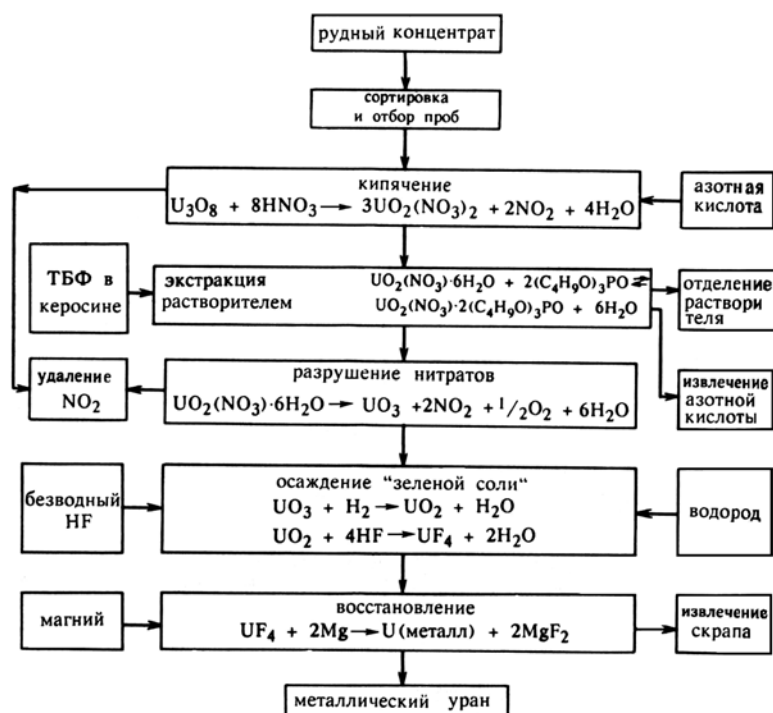 рудный концентрат
сортировка
и отбор проб
кипячение
U₃O₈ + 8HNO₃ → 3UO₂(NO₃)₂ + 2NO₂ + 4H₂O
азотная
кислота
ТБФ в
керосине
экстракция
растворителем
UO₂(NO₃)·6H₂O + 2(C₄H₉O)₃PO ⇄
UO₂(NO₃)·2(C₄H₉O)₃PO + 6H₂O
отделение
раствори
теля
удаление
NO₂
разрушение нитратов
UO₂(NO₃)·6H₂O → UO₃ +2NO₂ +1/2O₂ + 6H₂O
извлечение
азотной
кислоты
безводный
HF
осаждение "зеленой соли"
UO₃ + H₂ → UO₂ + H₂O
UO₂ + 4HF → UF₄ + 2H₂O
водород
магний
восстановление
UF₄ + 2Mg → U(металл) + 2MgF₂
извлечение
скрапа
металлический уран